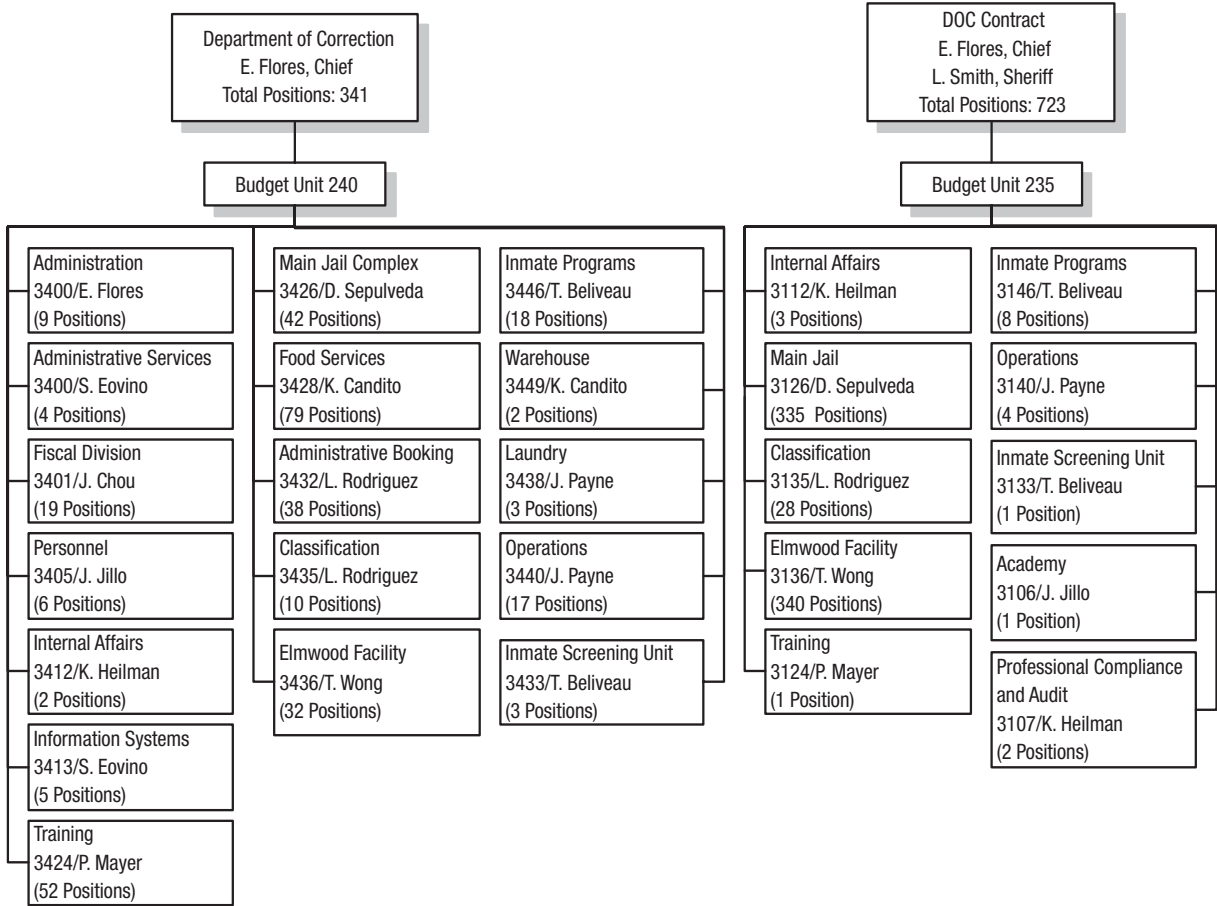 Department of Correction
E. Flores, Chief
Total Positions: 341
Budget Unit 240
Administration
3400/E. Flores
(9 Positions)
Administrative Services
3400/S. Eovino
(4 Positions)
Fiscal Division
3401/J. Chou
(19 Positions)
Personnel
3405/J. Jillo
(6 Positions)
Internal Affairs
3412/K. Heilman
(2 Positions)
Information Systems
3413/S. Eovino
(5 Positions)
Training
3424/P. Mayer
(52 Positions)
Main Jail Complex
3426/D. Sepulveda
(42 Positions)
Food Services
3428/K. Candito
(79 Positions)
Administrative Booking
3432/L. Rodriguez
(38 Positions)
Classification
3435/L. Rodriguez
(10 Positions)
Elmwood Facility
3436/T. Wong
(32 Positions)
Inmate Programs
3446/T. Beliveau
(18 Positions)
Warehouse
3449/K. Candito
(2 Positions)
Laundry
3438/J. Payne
(3 Positions)
Operations
3440/J. Payne
(17 Positions)
Inmate Screening Unit
3433/T. Beliveau
(3 Positions)
DOC Contract
E. Flores, Chief
L. Smith, Sheriff
Total Positions: 723
Budget Unit 235
Internal Affairs
3112/K. Heilman
(3 Positions)
Main Jail
3126/D. Sepulveda
(335 Positions)
Classification
3135/L. Rodriguez
(28 Positions)
Elmwood Facility
3136/T. Wong
(340 Positions)
Training
3124/P. Mayer
(1 Position)
Inmate Programs
3146/T. Beliveau
(8 Positions)
Operations
3140/J. Payne
(4 Positions)
Inmate Screening Unit
3133/T. Beliveau
(1 Position)
Academy
3106/J. Jillo
(1 Position)
Professional Compliance
and Audit
3107/K. Heilman
(2 Positions)